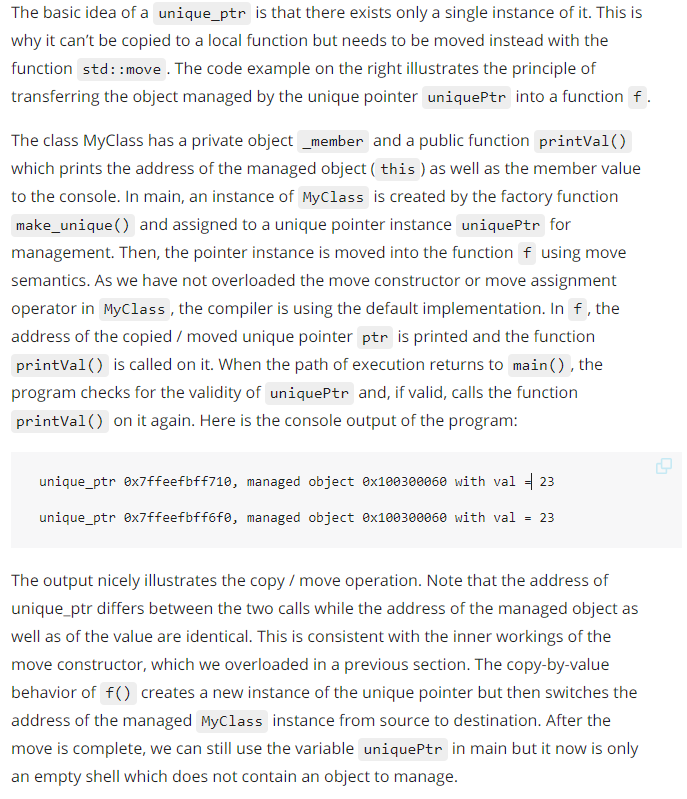 The basic idea of a unique_ptr is that there exists only a single instance of it. This is
why it can't be copied to a local function but needs to be moved instead with the
function std::move . The code example on the right illustrates the principle of
transferring the object managed by the unique pointer uniquePtr into a function f .
The class MyClass has a private object _member and a public function printVal()
which prints the address of the managed object ( this ) as well as the member value
to the console. In main, an instance of MyClass is created by the factory function
make_unique() and assigned to a unique pointer instance uniquePtr for
management. Then, the pointer instance is moved into the function f using move
semantics. As we have not overloaded the move constructor or move assignment
operator in MyClass , the compiler is using the default implementation. In f , the
address of the copied / moved unique pointer ptr is printed and the function
printVal() is called on it. When the path of execution returns to main() , the
program checks for the validity of uniquePtr and, if valid, calls the function
printVal() on it again. Here is the console output of the program:
unique_ptr 0x7ffeefbff710, managed object 0x100300060 with val = 23
unique_ptr 0x7ffeefbff6f0, managed object 0x100300060 with val = 23
The output nicely illustrates the copy / move operation. Note that the address of
unique_ptr differs between the two calls while the address of the managed object as
well as of the value are identical. This is consistent with the inner workings of the
move constructor, which we overloaded in a previous section. The copy-by-value
behavior of f() creates a new instance of the unique pointer but then switches the
address of the managed MyClass instance from source to destination. After the
move is complete, we can still use the variable uniquePtr in main but it now is only
an empty shell which does not contain an object to manage.